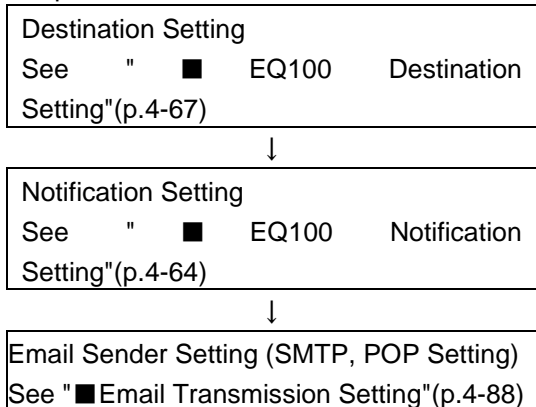 Destination Setting
See " ■ EQ100 Destination
Setting"(p.4-67)
↓
Notification Setting
See " ■ EQ100 Notification
Setting"(p.4-64)
↓
Email Sender Setting (SMTP, POP Setting)
See "■Email Transmission Setting"(p.4-88)